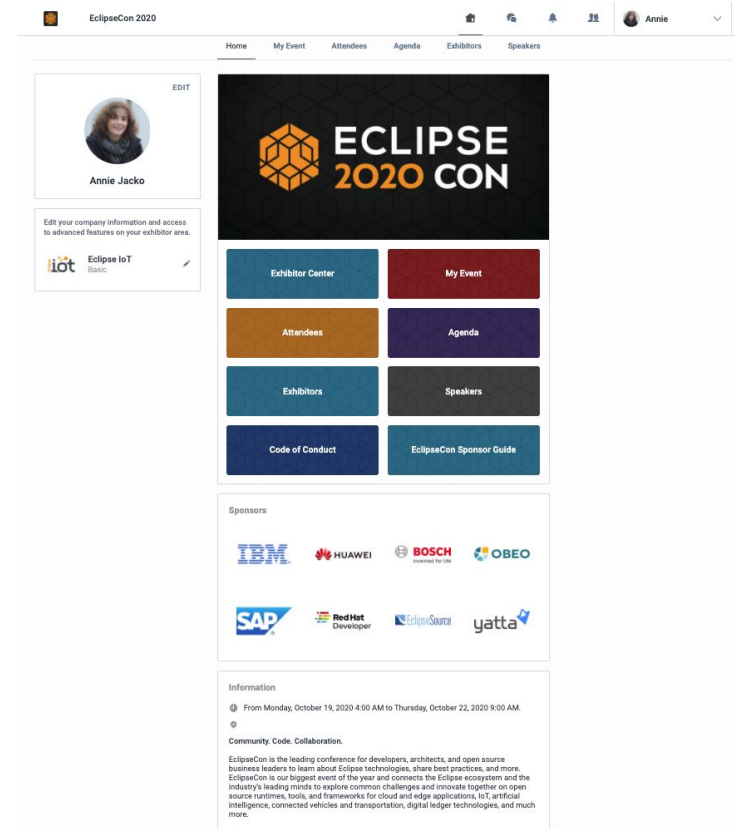 EclipseCon 2020
Annie
Home My Event Attendees Agenda Exhibitors Speakers
EDIT
Annie Jacko
Edit your company information and access
to advanced features on your exhibitor area.
iot
Eclipse IoT
Basic
ECLIPSE
2020 CON
Exhibitor Center
My Event
Attendees
Agenda
Exhibitors
Speakers
Code of Conduct
EclipseCon Sponsor Guide
Sponsors
IBM.
HUAWEI
BOSCH
Invented for life
OBEO
SAP
Red Hat
Developer
EclipseSource
yatta
Information
From Monday, October 19, 2020 4:00 AM to Thursday, October 22, 2020 9:00 AM.
Community. Code. Collaboration.
EclipseCon is the leading conference for developers, architects, and open source
business leaders to learn about Eclipse technologies, share best practices, and more.
EclipseCon is our biggest event of the year and connects the Eclipse ecosystem and the
industry's leading minds to explore common challenges and innovate together on open
source runtimes, tools, and frameworks for cloud and edge applications, IoT, artificial
intelligence, connected vehicles and transportation, digital ledger technologies, and much
more.